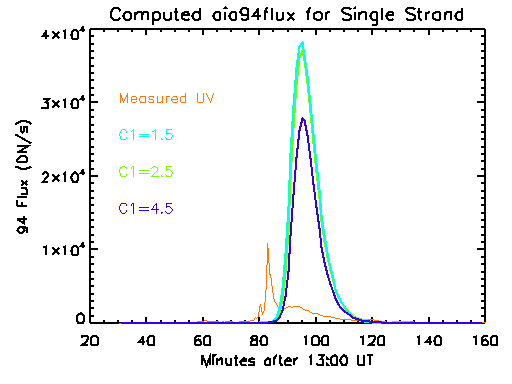 Computed aia94flux for Single Strand
4×10⁴
3×10⁴
2×10⁴
1×10⁴
0
94 Flux (DN/s)
Measured UV
C1=1.5
C1=2.5
C1=4.5
20 40 60 80 100 120 140 160
Minutes after 13:00 UT